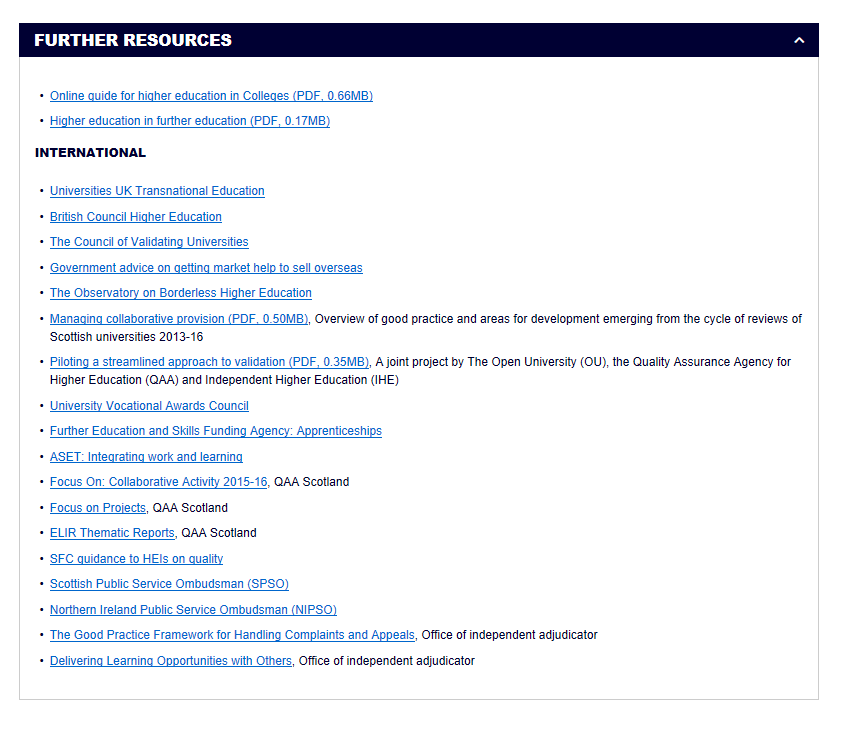 FURTHER RESOURCES
• Online guide for higher education in Colleges (PDF, 0.66MB)
• Higher education in further education (PDF, 0.17MB)
INTERNATIONAL
• Universities UK Transnational Education
• British Council Higher Education
• The Council of Validating Universities
• Government advice on getting market help to sell overseas
• The Observatory on Borderless Higher Education
• Managing collaborative provision (PDF, 0.50MB), Overview of good practice and areas for development emerging from the cycle of reviews of
Scottish universities 2013-16
• Piloting a streamlined approach to validation (PDF, 0.35MB), A joint project by The Open University (OU), the Quality Assurance Agency for
Higher Education (QAA) and Independent Higher Education (IHE)
• University Vocational Awards Council
• Further Education and Skills Funding Agency: Apprenticeships
• ASET: Integrating work and learning
• Focus On: Collaborative Activity 2015-16, QAA Scotland
• Focus on Projects, QAA Scotland
• ELIR Thematic Reports, QAA Scotland
• SFC guidance to HEIs on quality
• Scottish Public Service Ombudsman (SPSO)
• Northern Ireland Public Service Ombudsman (NIPSO)
• The Good Practice Framework for Handling Complaints and Appeals, Office of independent adjudicator
• Delivering Learning Opportunities with Others, Office of independent adjudicator